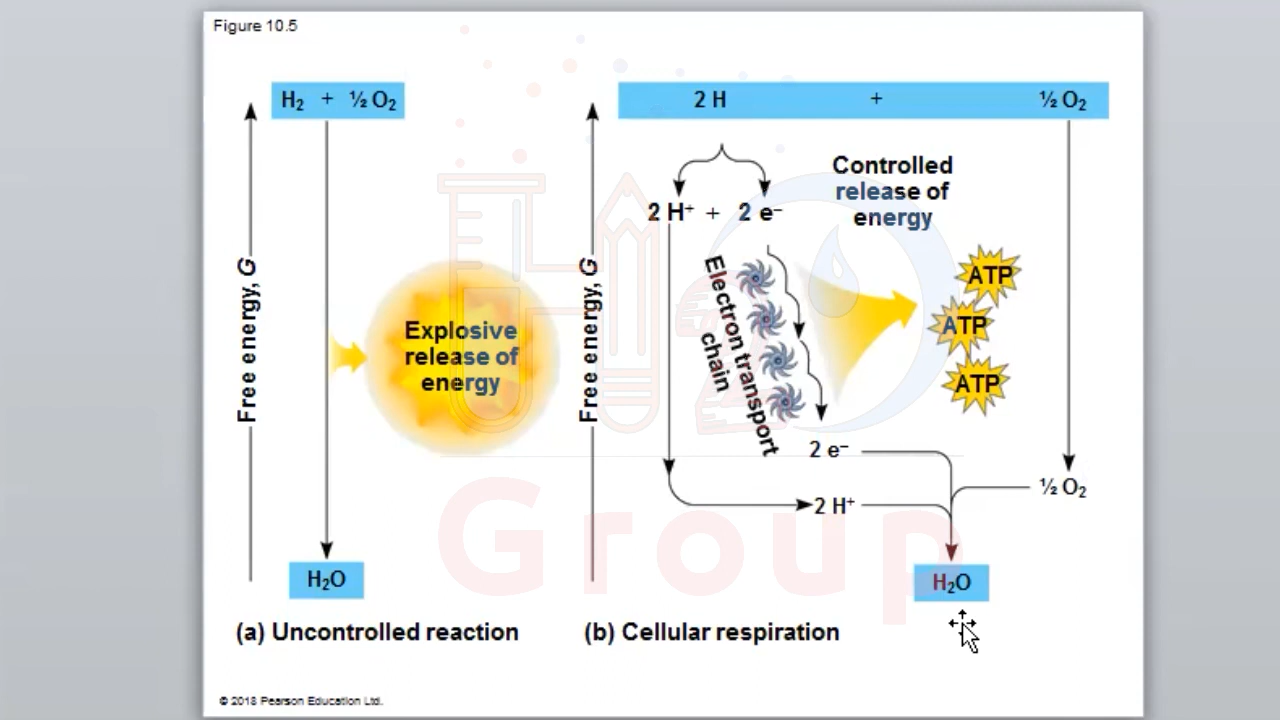 Figure 10.5
H₂ + ½ O₂
Free energy, G
Explosive
release of
energy
H₂O
(a) Uncontrolled reaction
2 H + ½ O₂
Free energy, G
2 H⁺ + 2 e⁻
Controlled
release of
energy
Electron transport
chain
ATP
ATP
ATP
2 e⁻
½ O₂
2 H⁺
H₂O
(b) Cellular respiration
H2O
Group
© 2018 Pearson Education Ltd.